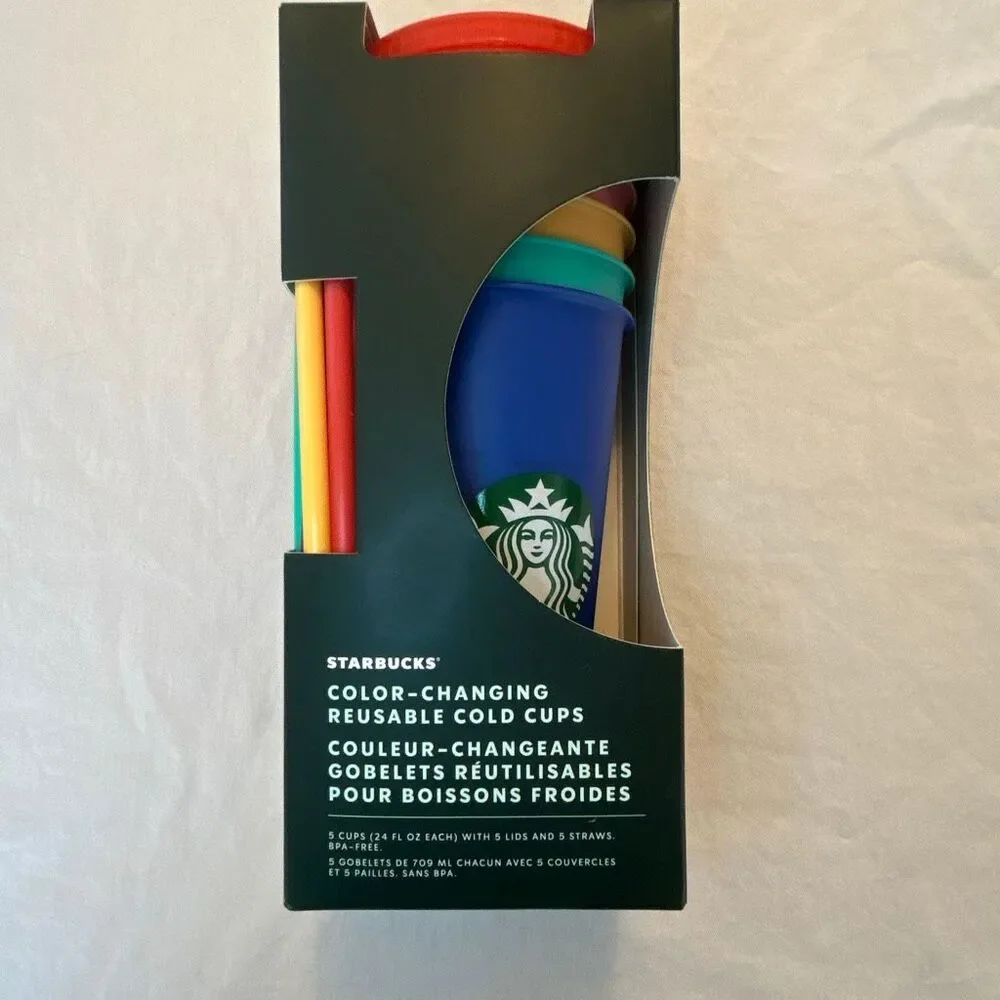 STARBUCKS®
COLOR-CHANGING
REUSABLE COLD CUPS
COULEUR-CHANGEANTE
GOBELETS RÉUTILISABLES
POUR BOISSONS FROIDES
5 CUPS (24 FL OZ EACH) WITH 5 LIDS AND 5 STRAWS.
BPA-FREE.
5 GOBELETS DE 709 ML CHACUN AVEC 5 COUVERCLES
ET 5 PAILLES. SANS BPA.